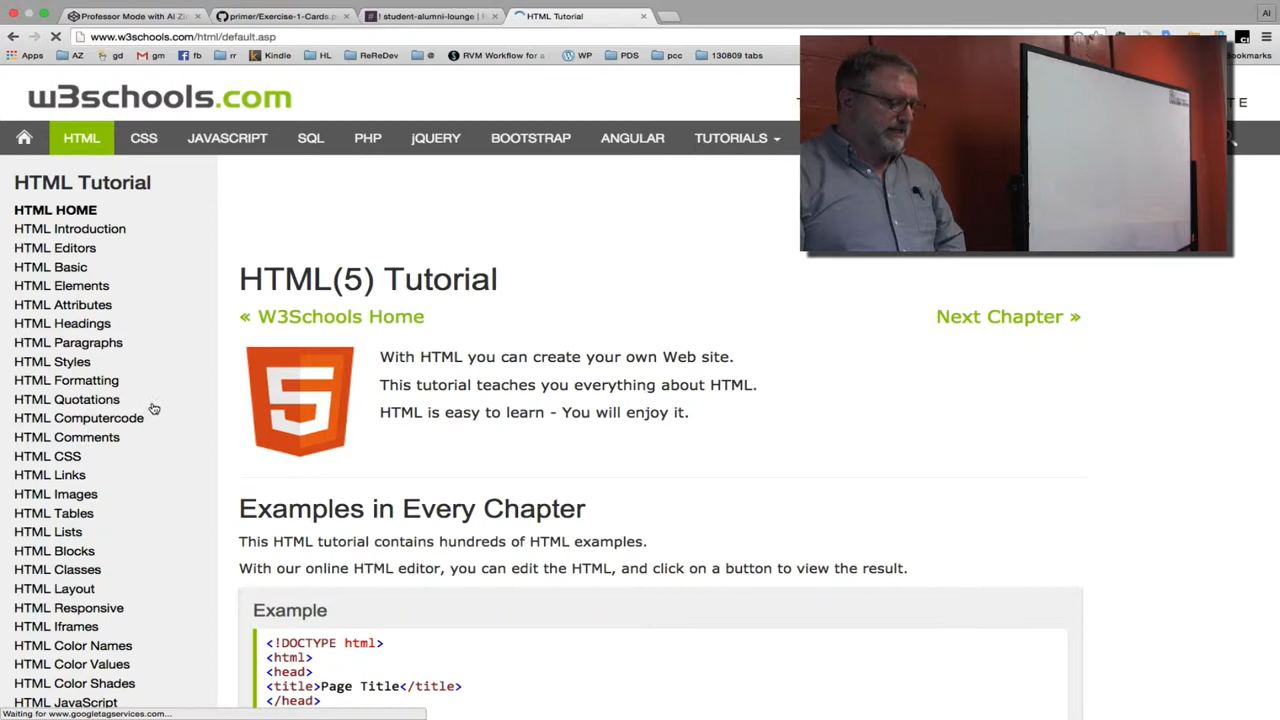 Professor Mode with Al Zim
primer/Exercise-1-Cards.p
! student-alumni-lounge | R
HTML Tutorial
Al
www.w3schools.com/html/default.asp
Apps AZ gd gm fb rr Kindle HL ReReDev @ RVM Workflow for WP PDS pcc 130809 tabs
w3schools.com
HTML CSS JAVASCRIPT SQL PHP jQUERY BOOTSTRAP ANGULAR TUTORIALS
HTML Tutorial
HTML HOME
HTML Introduction
HTML Editors
HTML Basic
HTML Elements
HTML Attributes
HTML Headings
HTML Paragraphs
HTML Styles
HTML Formatting
HTML Quotations
HTML Computercode
HTML Comments
HTML CSS
HTML Links
HTML Images
HTML Tables
HTML Lists
HTML Blocks
HTML Classes
HTML Layout
HTML Responsive
HTML Iframes
HTML Color Names
HTML Color Values
HTML Color Shades
HTML JavaScript
HTML(5) Tutorial
« W3Schools Home
Next Chapter »
5
With HTML you can create your own Web site.
This tutorial teaches you everything about HTML.
HTML is easy to learn - You will enjoy it.
Examples in Every Chapter
This HTML tutorial contains hundreds of HTML examples.
With our online HTML editor, you can edit the HTML, and click on a button to view the result.
Example
<!DOCTYPE html>
<html>
<head>
<title>Page Title</title>
</head>
Waiting for www.googletagservices.com...